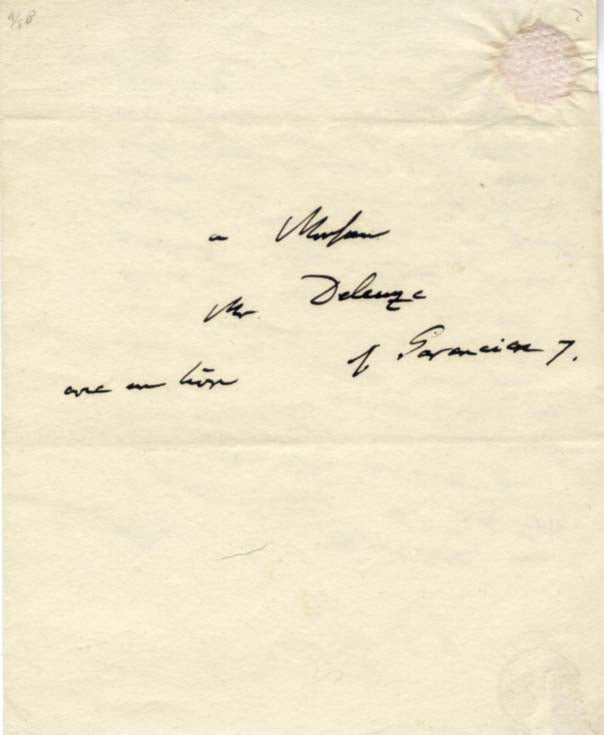 a Monsieur
Mr Deleuze
avec un livre r Garancière 7.